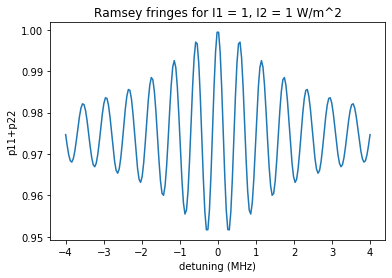 Ramsey fringes for I1 = 1, I2 = 1 W/m^2
1.00
0.99
0.98
0.97
0.96
0.95
p11+p22
−4 −3 −2 −1 0 1 2 3 4
detuning (MHz)